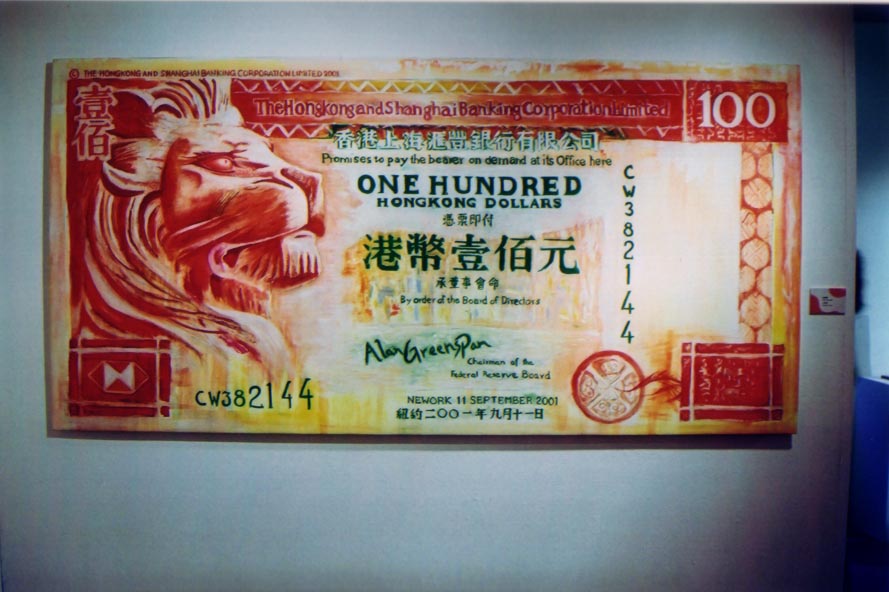 © THE HONGKONG AND SHANGHAI BANKING CORPORATION LIMITED 2001
壹佰
The Hongkong and Shanghai Banking Corporation Limited
100
香港上海滙豐銀行有限公司
Promises to pay the bearer on demand at its Office here
ONE HUNDRED
HONGKONG DOLLARS
憑票即付
港幣壹佰元
承董事會命
By order of the Board of Directors
CW382144
Alan Greenspan
Chairman of the
Federal Reserve Board
CW382144
NEWORK 11 SEPTEMBER 2001
紐約二〇〇一年九月十一日